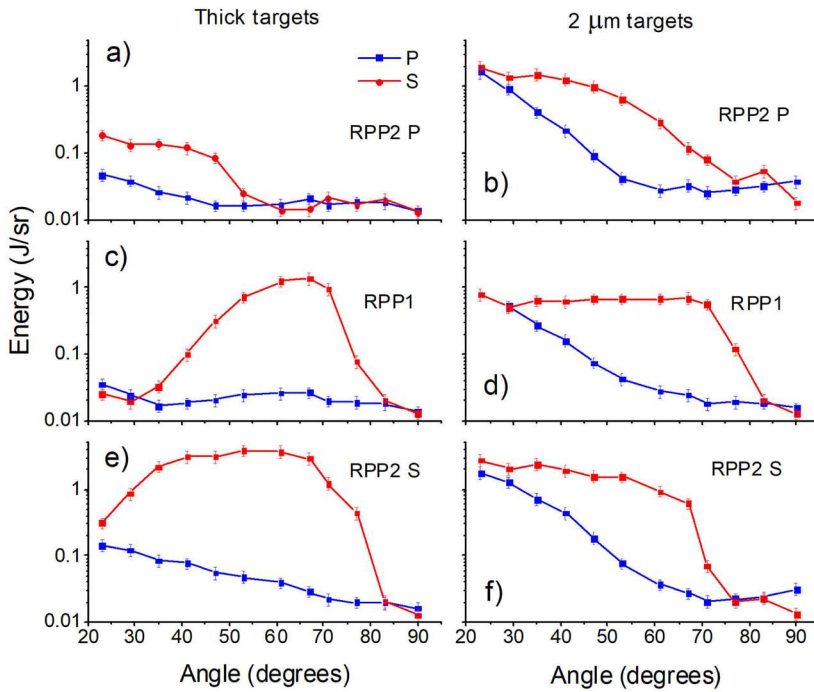 Thick targets
2 μm targets
a)
P
S
RPP2 P
1
0.1
0.01
b)
RPP2 P
c)
RPP1
1
0.1
0.01
d)
RPP1
e)
RPP2 S
1
0.1
0.01
f)
RPP2 S
Energy (J/sr)
20 30 40 50 60 70 80 90
20 30 40 50 60 70 80 90
Angle (degrees)
Angle (degrees)